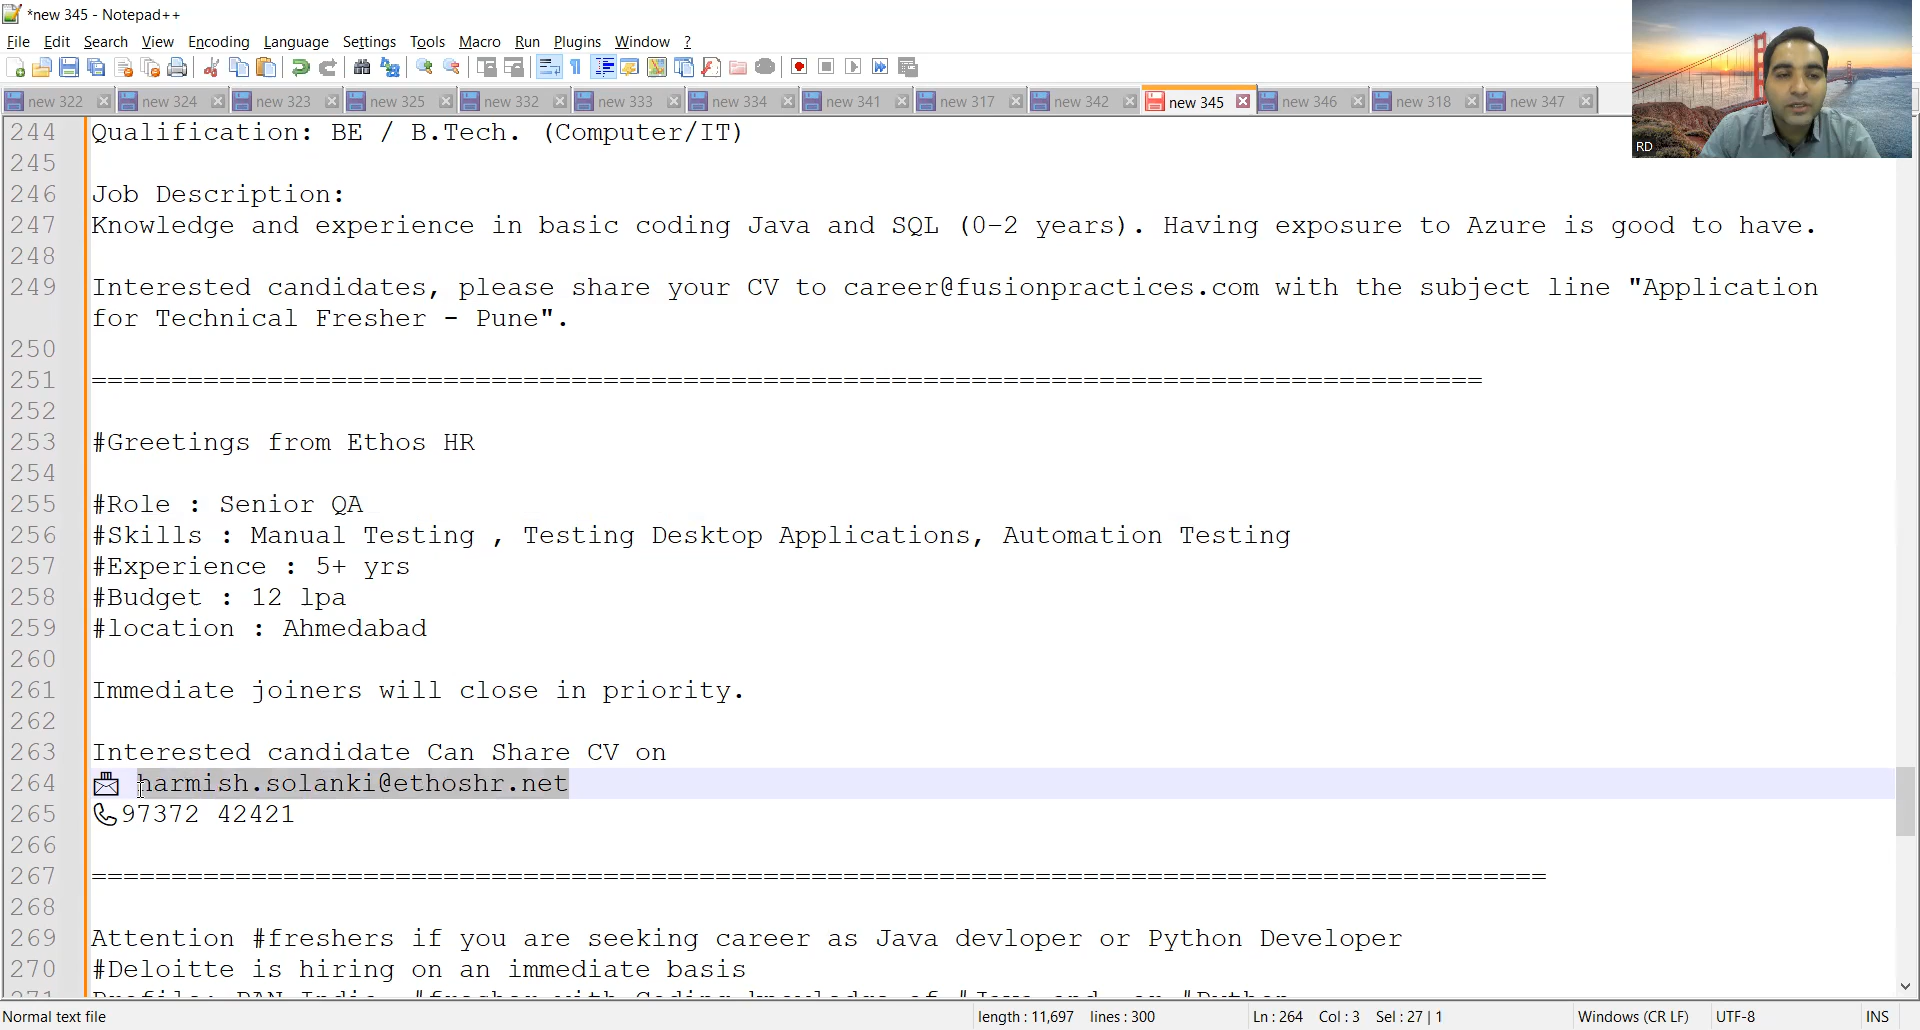 *new 345 - Notepad++
File Edit Search View Encoding Language Settings Tools Macro Run Plugins Window ?
new 322 new 324 new 323 new 325 new 332 new 333 new 334 new 341 new 317 new 342 new 345 new 346 new 318 new 347
RD
244 Qualification: BE / B.Tech. (Computer/IT)
245
246 Job Description:
247 Knowledge and experience in basic coding Java and SQL (0-2 years). Having exposure to Azure is good to have.
248
249 Interested candidates, please share your CV to career@fusionpractices.com with the subject line "Application
for Technical Fresher - Pune".
250
251 =======================================================================================
252
253 #Greetings from Ethos HR
254
255 #Role : Senior QA
256 #Skills : Manual Testing , Testing Desktop Applications, Automation Testing
257 #Experience : 5+ yrs
258 #Budget : 12 lpa
259 #location : Ahmedabad
260
261 Immediate joiners will close in priority.
262
263 Interested candidate Can Share CV on
264 📩 harmish.solanki@ethoshr.net
265 📞97372 42421
266
267 ===========================================================================================
268
269 Attention #freshers if you are seeking career as Java devloper or Python Developer
270 #Deloitte is hiring on an immediate basis
Normal text file length : 11,697 lines : 300 Ln : 264 Col : 3 Sel : 27 | 1 Windows (CR LF) UTF-8 INS